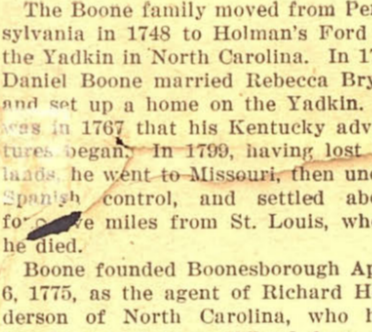 The Boone family moved from Pe
sylvania in 1748 to Holman's Ford
the Yadkin in North Carolina. In 17
Daniel Boone married Rebecca Bry
and set up a home on the Yadkin.
was in 1767 that his Kentucky adv
tures began. In 1799, having lost
lands, he went to Missouri, then un
Spanish control, and settled ab
miles from St. Louis, wh
he died.
Boone founded Boonesborough Ap
6, 1775, as the agent of Richard H
derson of North Carolina, who h